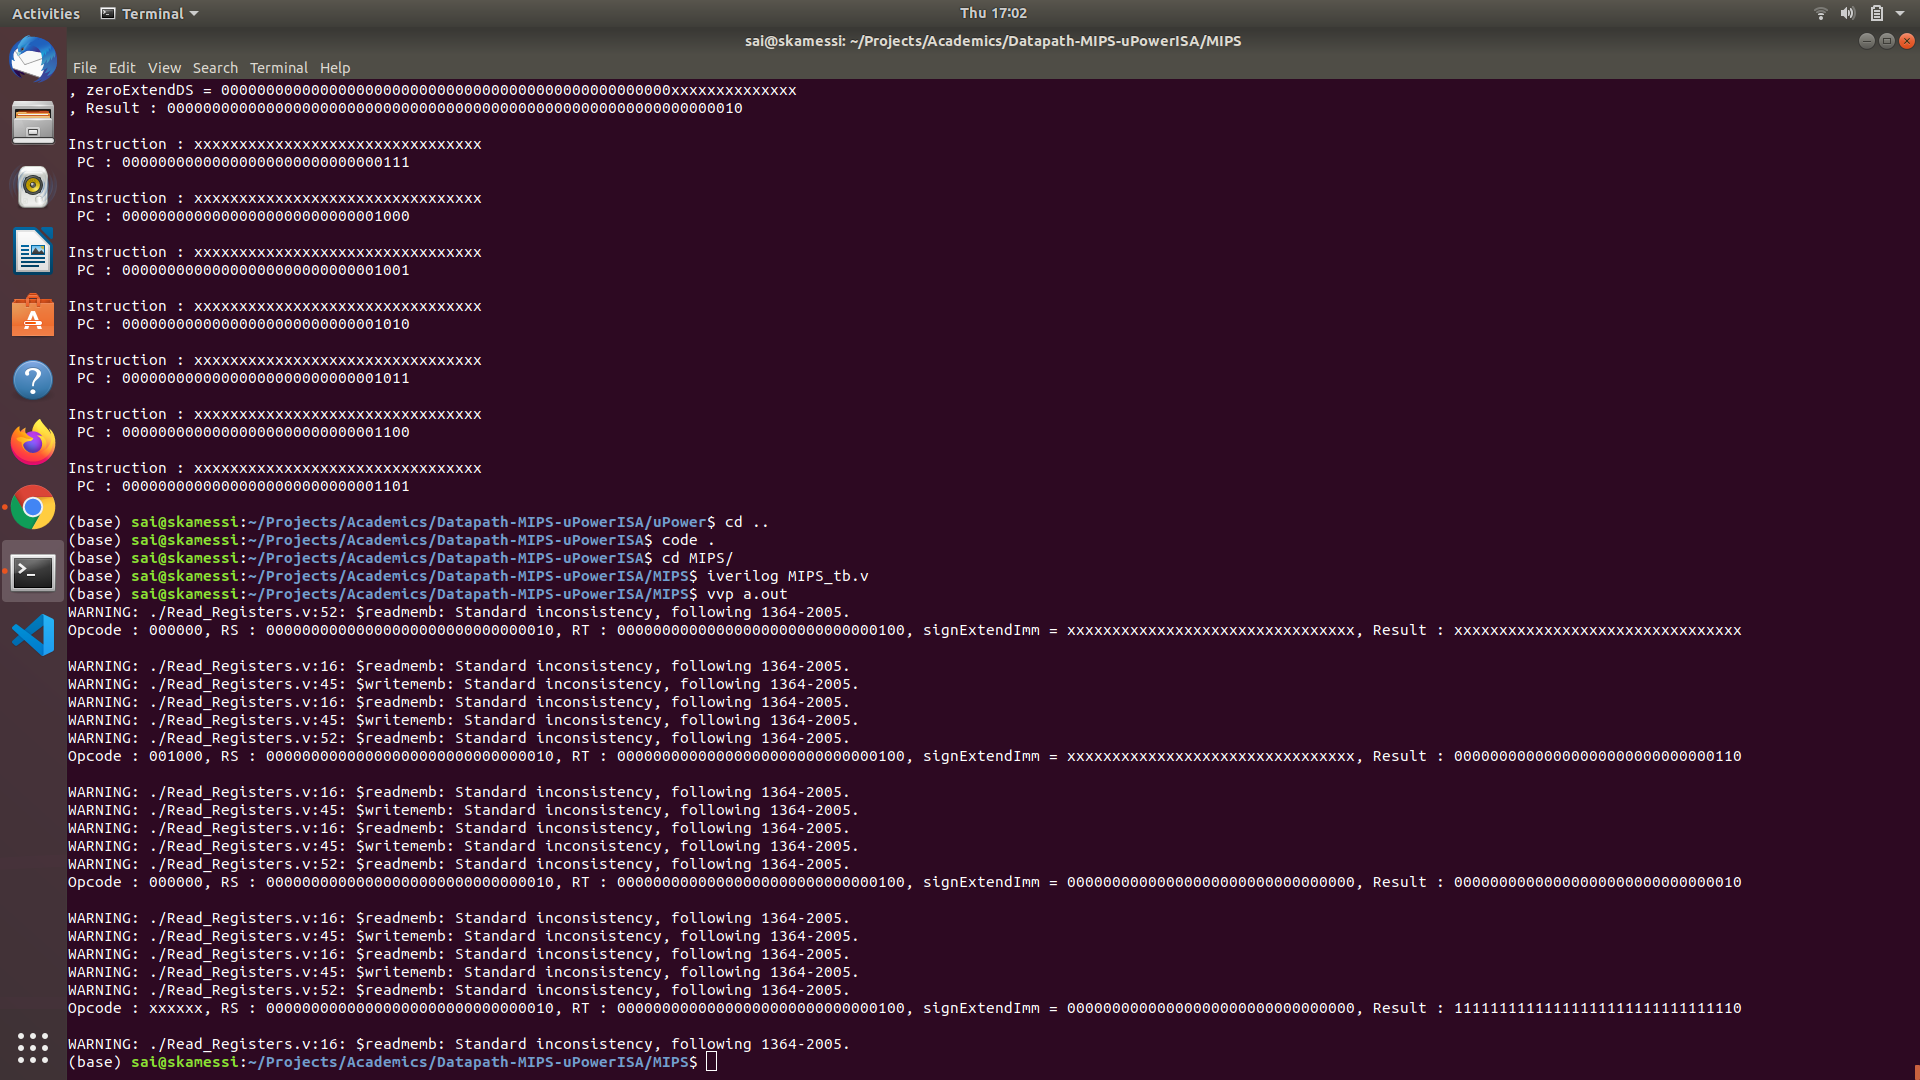 Activities Terminal Thu 17:02
sai@skamessi: ~/Projects/Academics/Datapath-MIPS-uPowerISA/MIPS
File Edit View Search Terminal Help
, zeroExtendDS = 00000000000000000000000000000000000000000000000000xxxxxxxxxxxxxx
, Result : 0000000000000000000000000000000000000000000000000000000000000010

Instruction : xxxxxxxxxxxxxxxxxxxxxxxxxxxxxxxx
PC : 00000000000000000000000000000111

Instruction : xxxxxxxxxxxxxxxxxxxxxxxxxxxxxxxx
PC : 00000000000000000000000000001000

Instruction : xxxxxxxxxxxxxxxxxxxxxxxxxxxxxxxx
PC : 00000000000000000000000000001001

Instruction : xxxxxxxxxxxxxxxxxxxxxxxxxxxxxxxx
PC : 00000000000000000000000000001010

Instruction : xxxxxxxxxxxxxxxxxxxxxxxxxxxxxxxx
PC : 00000000000000000000000000001011

Instruction : xxxxxxxxxxxxxxxxxxxxxxxxxxxxxxxx
PC : 00000000000000000000000000001100

Instruction : xxxxxxxxxxxxxxxxxxxxxxxxxxxxxxxx
PC : 00000000000000000000000000001101

(base) sai@skamessi:~/Projects/Academics/Datapath-MIPS-uPowerISA/uPower$ cd ..
(base) sai@skamessi:~/Projects/Academics/Datapath-MIPS-uPowerISA$ code .
(base) sai@skamessi:~/Projects/Academics/Datapath-MIPS-uPowerISA$ cd MIPS/
(base) sai@skamessi:~/Projects/Academics/Datapath-MIPS-uPowerISA/MIPS$ iverilog MIPS_tb.v
(base) sai@skamessi:~/Projects/Academics/Datapath-MIPS-uPowerISA/MIPS$ vvp a.out
WARNING: ./Read_Registers.v:52: $readmemb: Standard inconsistency, following 1364-2005.
Opcode : 000000, RS : 00000000000000000000000000000010, RT : 00000000000000000000000000000100, signExtendImm = xxxxxxxxxxxxxxxxxxxxxxxxxxxxxxxx, Result : xxxxxxxxxxxxxxxxxxxxxxxxxxxxxxxx

WARNING: ./Read_Registers.v:16: $readmemb: Standard inconsistency, following 1364-2005.
WARNING: ./Read_Registers.v:45: $writememb: Standard inconsistency, following 1364-2005.
WARNING: ./Read_Registers.v:16: $readmemb: Standard inconsistency, following 1364-2005.
WARNING: ./Read_Registers.v:45: $writememb: Standard inconsistency, following 1364-2005.
WARNING: ./Read_Registers.v:52: $readmemb: Standard inconsistency, following 1364-2005.
Opcode : 001000, RS : 00000000000000000000000000000010, RT : 00000000000000000000000000000100, signExtendImm = xxxxxxxxxxxxxxxxxxxxxxxxxxxxxxxx, Result : 00000000000000000000000000000110

WARNING: ./Read_Registers.v:16: $readmemb: Standard inconsistency, following 1364-2005.
WARNING: ./Read_Registers.v:45: $writememb: Standard inconsistency, following 1364-2005.
WARNING: ./Read_Registers.v:16: $readmemb: Standard inconsistency, following 1364-2005.
WARNING: ./Read_Registers.v:45: $writememb: Standard inconsistency, following 1364-2005.
WARNING: ./Read_Registers.v:52: $readmemb: Standard inconsistency, following 1364-2005.
Opcode : 000000, RS : 00000000000000000000000000000010, RT : 00000000000000000000000000000100, signExtendImm = 00000000000000000000000000000000, Result : 00000000000000000000000000000010

WARNING: ./Read_Registers.v:16: $readmemb: Standard inconsistency, following 1364-2005.
WARNING: ./Read_Registers.v:45: $writememb: Standard inconsistency, following 1364-2005.
WARNING: ./Read_Registers.v:16: $readmemb: Standard inconsistency, following 1364-2005.
WARNING: ./Read_Registers.v:45: $writememb: Standard inconsistency, following 1364-2005.
WARNING: ./Read_Registers.v:52: $readmemb: Standard inconsistency, following 1364-2005.
Opcode : xxxxxx, RS : 00000000000000000000000000000010, RT : 00000000000000000000000000000100, signExtendImm = 00000000000000000000000000000000, Result : 11111111111111111111111111111110

WARNING: ./Read_Registers.v:16: $readmemb: Standard inconsistency, following 1364-2005.
(base) sai@skamessi:~/Projects/Academics/Datapath-MIPS-uPowerISA/MIPS$